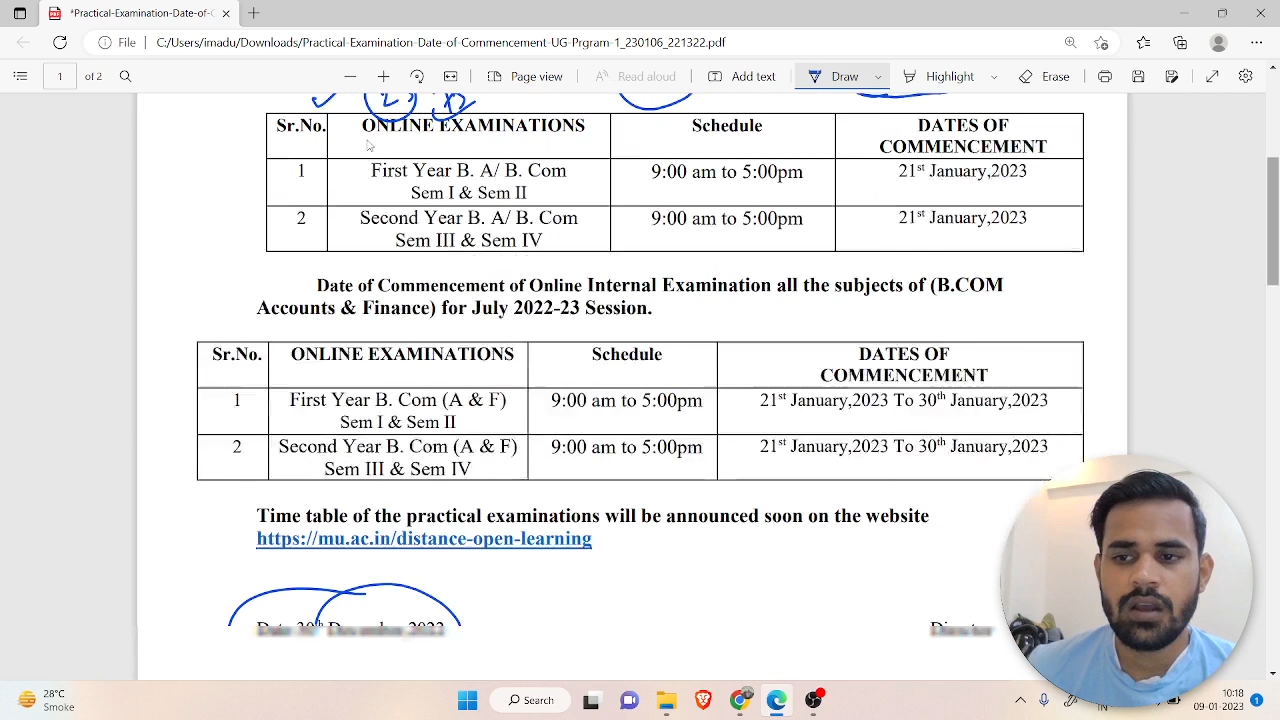 *Practical-Examination-Date-of-C
File
C:/Users/imadu/Downloads/Practical-Examination-Date-of-Commencement-UG-Prgram-1_230106_221322.pdf
1 of 2
Page view
Read aloud
Add text
Draw
Highlight
Erase
Sr.No. ONLINE EXAMINATIONS Schedule DATES OF
COMMENCEMENT
1 First Year B. A/ B. Com 9:00 am to 5:00pm 21st January,2023
Sem I & Sem II
2 Second Year B. A/ B. Com 9:00 am to 5:00pm 21st January,2023
Sem III & Sem IV
Date of Commencement of Online Internal Examination all the subjects of (B.COM
Accounts & Finance) for July 2022-23 Session.
Sr.No. ONLINE EXAMINATIONS Schedule DATES OF
COMMENCEMENT
1 First Year B. Com (A & F) 9:00 am to 5:00pm 21st January,2023 To 30th January,2023
Sem I & Sem II
2 Second Year B. Com (A & F) 9:00 am to 5:00pm 21st January,2023 To 30th January,2023
Sem III & Sem IV
Time table of the practical examinations will be announced soon on the website
https://mu.ac.in/distance-open-learning
Date 30th December 2022 Director
28°C
Smoke
Search
IN
10:18
09-01-2023
1